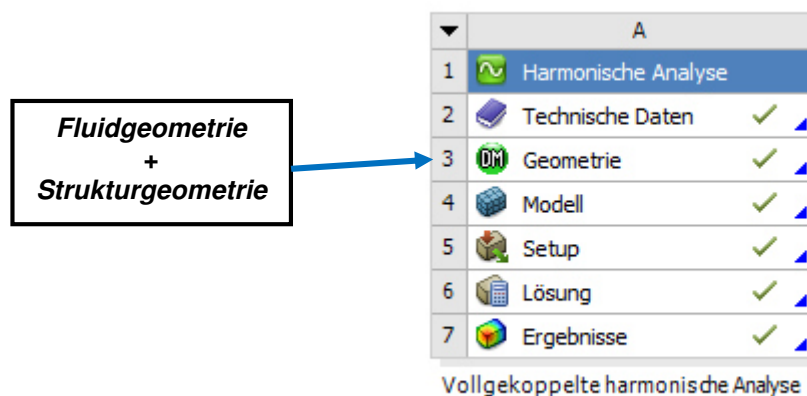 Fluidgeometrie
+
Strukturgeometrie
A
1 Harmonische Analyse
2 Technische Daten
3 DM Geometrie
4 Modell
5 Setup
6 Lösung
7 Ergebnisse
Vollgekoppelte harmonische Analyse